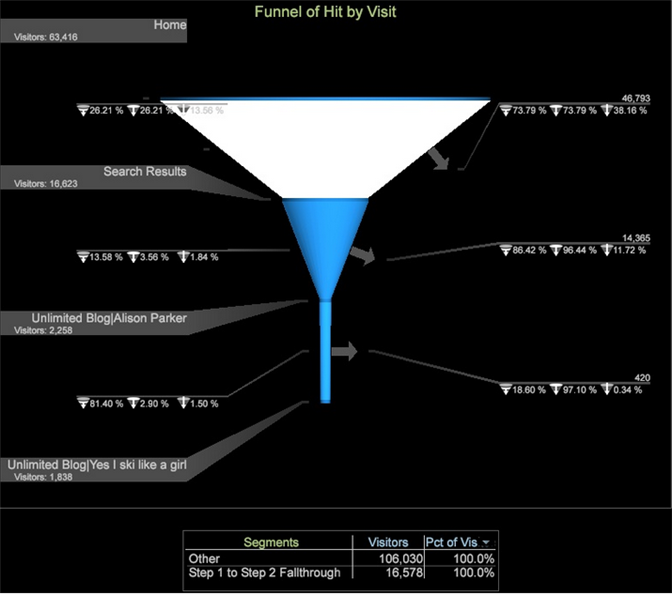 Funnel of Hit by Visit
Home
Visitors: 63,416
46,793
26.21 % 26.21 % 13.56 %
73.79 % 73.79 % 38.16 %
Search Results
Visitors: 16,623
14,365
13.58 % 3.56 % 1.84 %
86.42 % 96.44 % 11.72 %
Unlimited Blog|Alison Parker
Visitors: 2,258
420
81.40 % 2.90 % 1.50 %
18.60 % 97.10 % 0.34 %
Unlimited Blog|Yes I ski like a girl
Visitors: 1,838
Segments Visitors Pct of Vis
Other 106,030 100.0%
Step 1 to Step 2 Fallthrough 16,578 100.0%